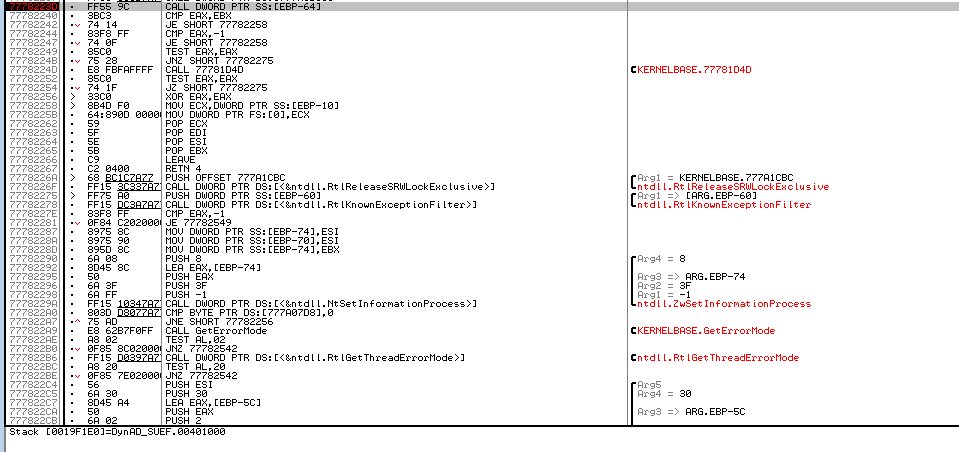 7778223D • FF55 9C CALL DWORD PTR SS:[EBP-64]
77782240 • 3BC3 CMP EAX,EBX
77782242 • 74 14 JE SHORT 77782258
77782244 • 83F8 FF CMP EAX,-1
77782247 • 74 0F JE SHORT 77782258
77782249 • 85C0 TEST EAX,EAX
7778224B • 75 28 JNZ SHORT 77782275
7778224D • E8 FBFAFFFF CALL 77781D4D KERNELBASE.77781D4D
77782252 • 85C0 TEST EAX,EAX
77782254 • 74 1F JZ SHORT 77782275
77782256 > 33C0 XOR EAX,EAX
77782258 > 8B4D F0 MOV ECX,DWORD PTR SS:[EBP-10]
7778225B • 64:890D 00000 MOV DWORD PTR FS:[0],ECX
77782262 • 59 POP ECX
77782263 • 5F POP EDI
77782264 • 5E POP ESI
77782265 • 5B POP EBX
77782266 • C9 LEAVE
77782267 • C2 0400 RETN 4
7778226A > 68 BC1C7A77 PUSH OFFSET 777A1CBC Arg1 = KERNELBASE.777A1CBC
7778226F • FF15 3C337A7 CALL DWORD PTR DS:[<&ntdll.RtlReleaseSRWLockExclusive>] ntdll.RtlReleaseSRWLockExclusive
77782275 > FF75 A0 PUSH DWORD PTR SS:[EBP-60] Arg1 => [ARG.EBP-60]
77782278 • FF15 DC3A7A7 CALL DWORD PTR DS:[<&ntdll.RtlKnownExceptionFilter>] ntdll.RtlKnownExceptionFilter
7778227E • 83F8 FF CMP EAX,-1
77782281 • 0F84 C202000 JE 77782549
77782287 • 8975 8C MOV DWORD PTR SS:[EBP-74],ESI
7778228A • 8975 90 MOV DWORD PTR SS:[EBP-70],ESI
7778228D • 895D 8C MOV DWORD PTR SS:[EBP-74],EBX
77782290 • 6A 08 PUSH 8 Arg4 = 8
77782292 • 8D45 8C LEA EAX,[EBP-74]
77782295 • 50 PUSH EAX Arg3 => ARG.EBP-74
77782296 • 6A 3F PUSH 3F Arg2 = 3F
77782298 • 6A FF PUSH -1 Arg1 = -1
7778229A • FF15 10347A7 CALL DWORD PTR DS:[<&ntdll.NtSetInformationProcess>] ntdll.ZwSetInformationProcess
777822A0 • 803D D8077A7 CMP BYTE PTR DS:[777A07D8],0
777822A7 • 75 AD JNE SHORT 77782256
777822A9 • E8 62B7F0FF CALL GetErrorMode KERNELBASE.GetErrorMode
777822AE • A8 02 TEST AL,02
777822B0 • 0F85 8C02000 JNZ 77782542
777822B6 • FF15 D0397A7 CALL DWORD PTR DS:[<&ntdll.RtlGetThreadErrorMode>] ntdll.RtlGetThreadErrorMode
777822BC • A8 20 TEST AL,20
777822BE • 0F85 7E02000 JNZ 77782542
777822C4 • 56 PUSH ESI Arg5
777822C5 • 6A 30 PUSH 30 Arg4 = 30
777822C7 • 8D45 A4 LEA EAX,[EBP-5C]
777822CA • 50 PUSH EAX Arg3 => ARG.EBP-5C
777822CB • 6A 02 PUSH 2
Stack [0019F1E0]=DynAD_SUEF.00401000